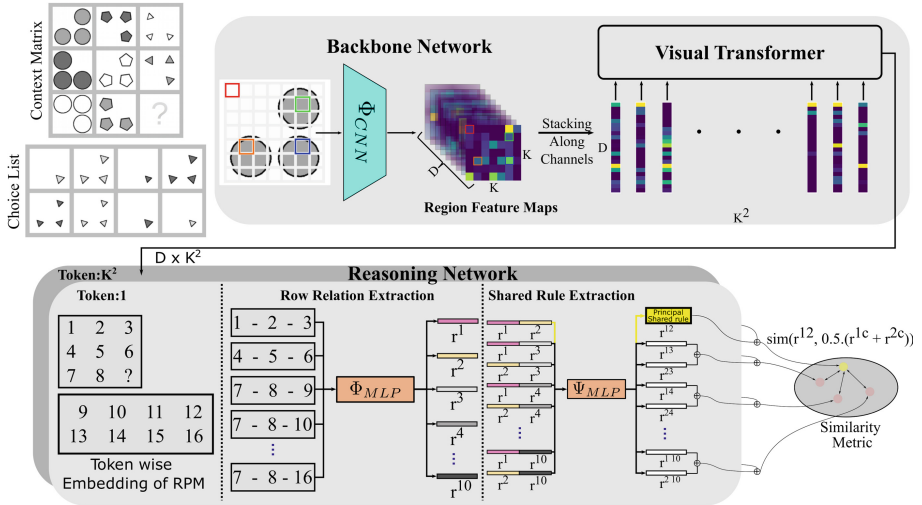 Context Matrix
?
Choice List
Backbone Network
Φ_CNN
D
K
K
Region Feature Maps
Stacking
Along
Channels
D
Visual Transformer
K²
D x K²
Token:K²
Reasoning Network
Token:1
1 2 3
4 5 6
7 8 ?
9 10 11 12
13 14 15 16
Token wise
Embedding of RPM
Row Relation Extraction
1 - 2 - 3
4 - 5 - 6
7 - 8 - 9
7 - 8 - 10
7 - 8 - 16
Φ_MLP
r¹
r²
r³
r⁴
r¹⁰
Shared Rule Extraction
r¹ r²
r¹ r³
r² r³
r¹ r⁴
r² r⁴
r¹ r¹⁰
r² r¹⁰
Ψ_MLP
Principal
Shared rule
r¹²
r¹³
r²³
r¹⁴
r²⁴
r¹ ¹⁰
r² ¹⁰
sim(r¹², 0.5.(r¹ᶜ + r²ᶜ))
Similarity
Metric